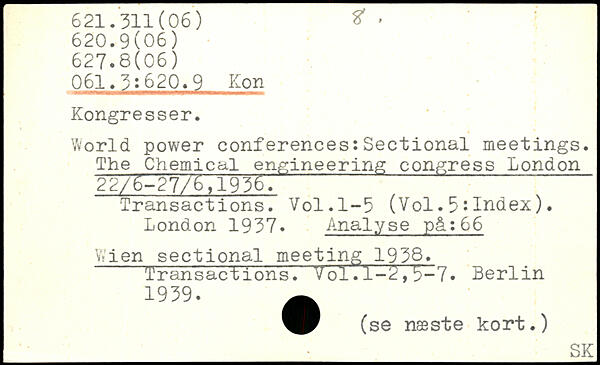 621.311(06)
8.
620.9(06)
627.8(06)
061.3:620.9 Kon
Kongresser.
World power conferences:Sectional meetings.
The Chemical engineering congress London
22/6-27/6,1936.
Transactions. Vol.1-5 (Vol.5:Index).
London 1937. Analyse på:66
Wien sectional meeting 1938.
Transactions. Vol.1-2,5-7. Berlin
1939.
(se næste kort.)
SK